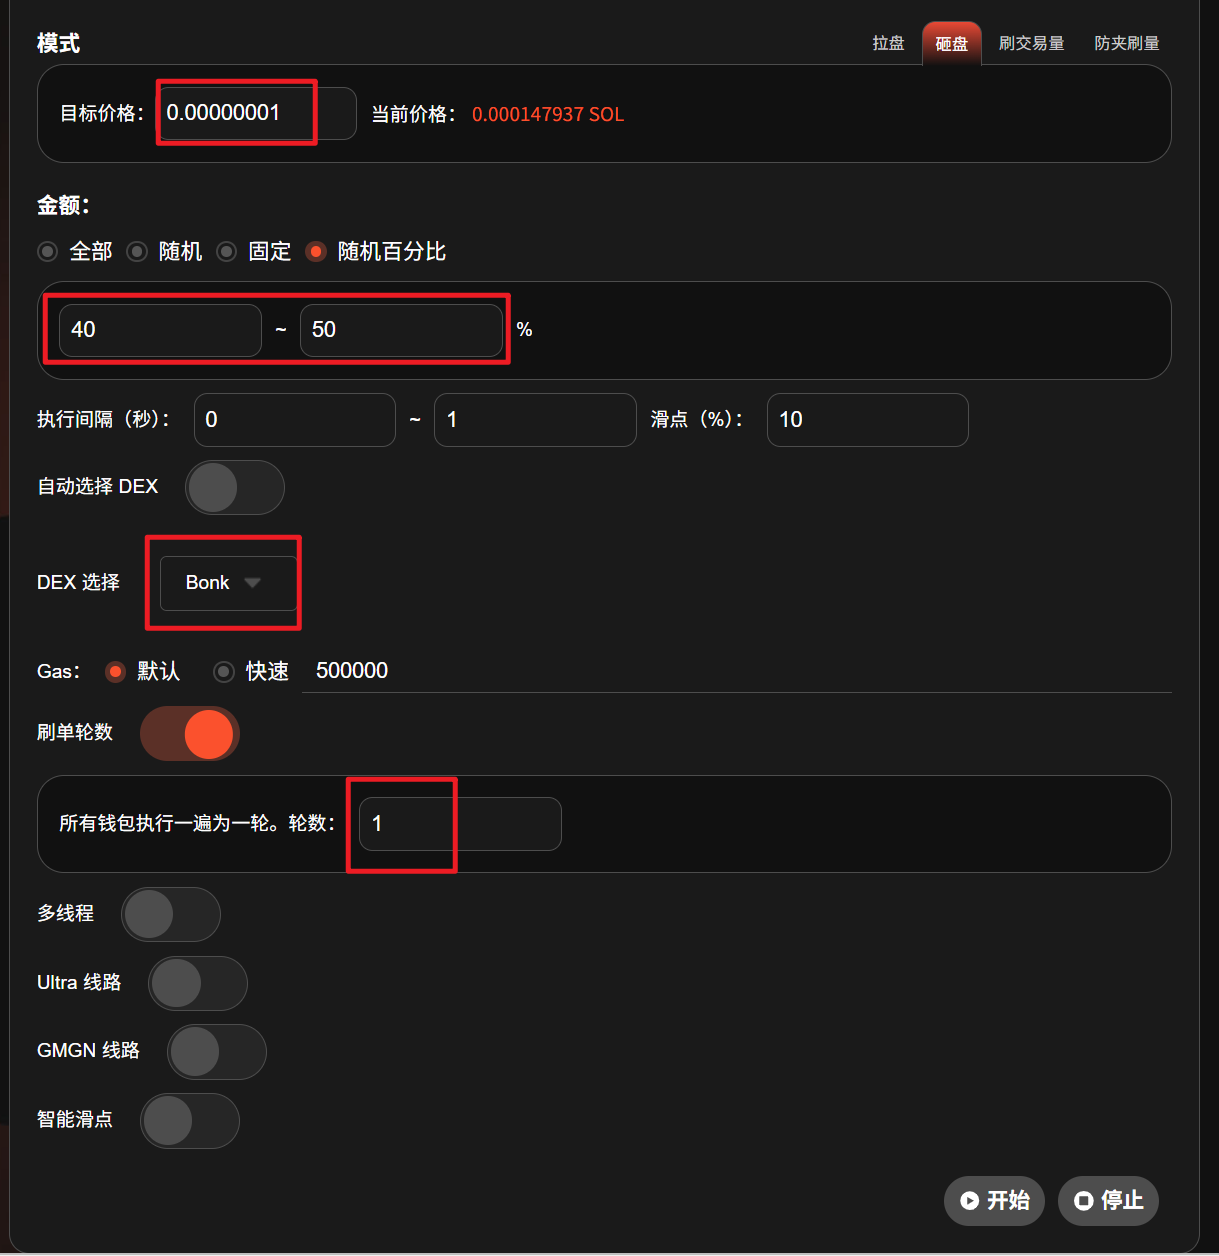 模式 拉盘 砸盘 刷交易量 防夹刷量
目标价格： 0.00000001 当前价格： 0.000147937 SOL
金额：
全部 随机 固定 随机百分比
40 ~ 50 %
执行间隔（秒）： 0 ~ 1 滑点（%）： 10
自动选择 DEX
DEX 选择 Bonk
Gas： 默认 快速 500000
刷单轮数
所有钱包执行一遍为一轮。轮数： 1
多线程
Ultra 线路
GMGN 线路
智能滑点
开始 停止